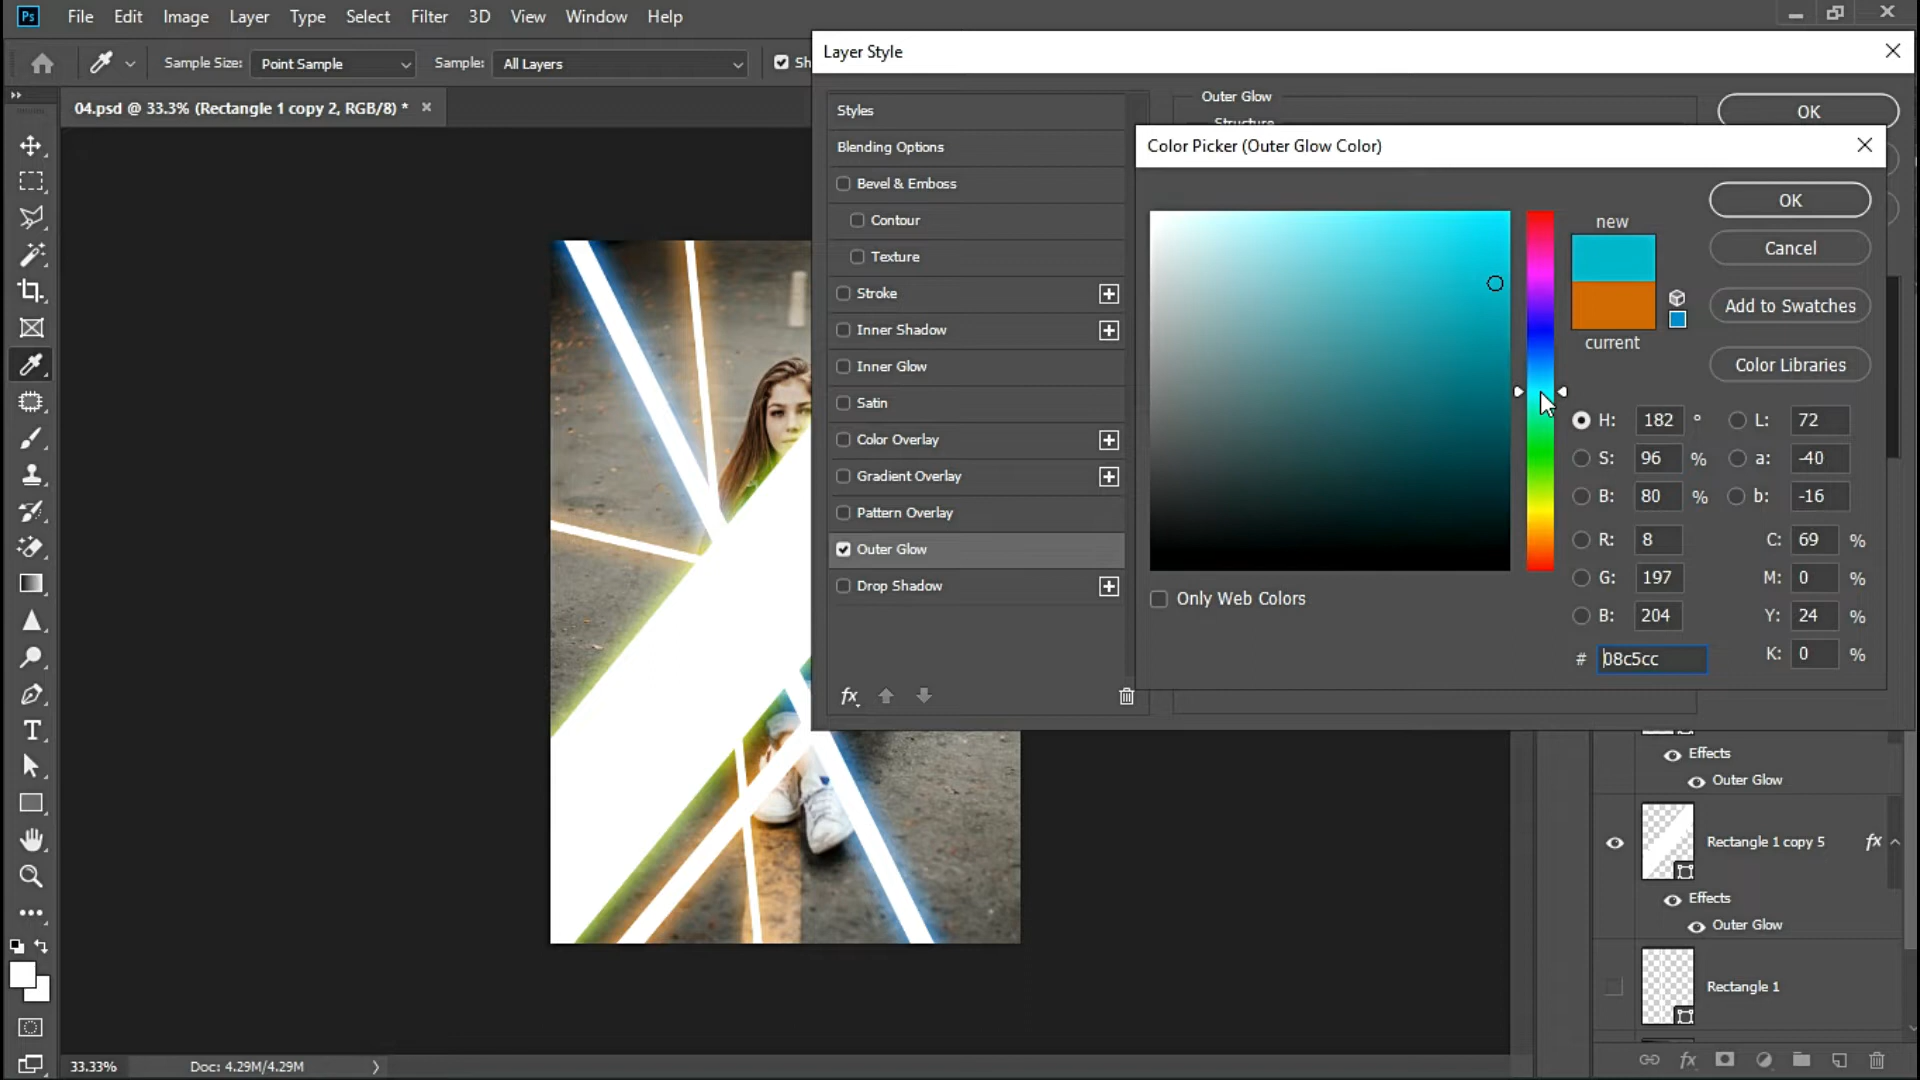 Ps File Edit Image Layer Type Select Filter 3D View Window Help
Sample Size: Point Sample Sample: All Layers Sh
04.psd @ 33.3% (Rectangle 1 copy 2, RGB/8) *
Layer Style
Styles
Blending Options
Bevel & Emboss
Contour
Texture
Stroke
Inner Shadow
Inner Glow
Satin
Color Overlay
Gradient Overlay
Pattern Overlay
Outer Glow
Drop Shadow
fx
Outer Glow
Structure
OK
Color Picker (Outer Glow Color)
new
current
OK
Cancel
Add to Swatches
Color Libraries
H: 182 ° L: 72
S: 96 % a: -40
B: 80 % b: -16
R: 8 C: 69 %
G: 197 M: 0 %
B: 204 Y: 24 %
# 08c5cc K: 0 %
Only Web Colors
Effects
Outer Glow
Rectangle 1 copy 5 fx
Effects
Outer Glow
Rectangle 1
fx
T
33.33% Doc: 4.29M/4.29M